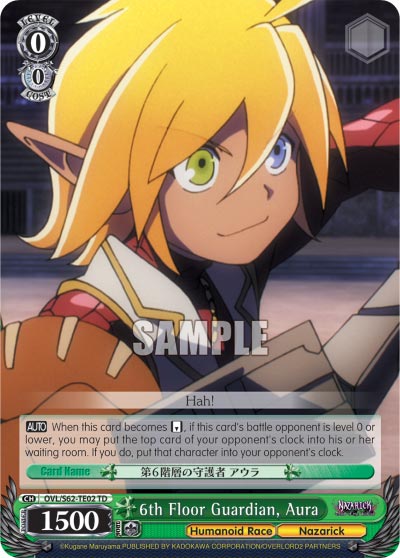 LEVEL
0
0
COST
SAMPLE
Hah!
AUTO When this card becomes , if this card's battle opponent is level 0 or
lower, you may put the top card of your opponent's clock into his or her
waiting room. If you do, put that character into your opponent's clock.
Card Name 第6階層の守護者 アウラ
CH OVL/S62-TE02 TD
POWER 1500 6th Floor Guardian, Aura
NAZARICK
Humanoid Race Nazarick
©Kugane Maruyama,PUBLISHED BY KADOKAWA CORPORATION/OVERLORD2 PARTNERS